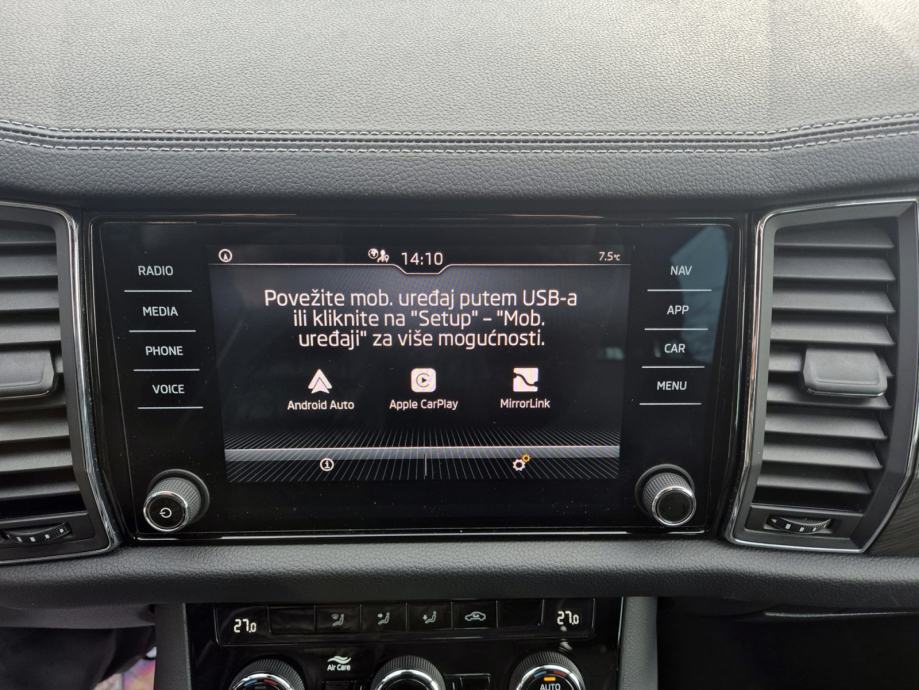 14:10
7.5°C
RADIO
MEDIA
PHONE
VOICE
Povežite mob. uređaj putem USB-a
ili kliknite na "Setup" – "Mob.
uređaji" za više mogućnosti.
Android Auto
Apple CarPlay
MirrorLink
NAV
APP
CAR
MENU
27.0
27.0
Air Care
AUTO